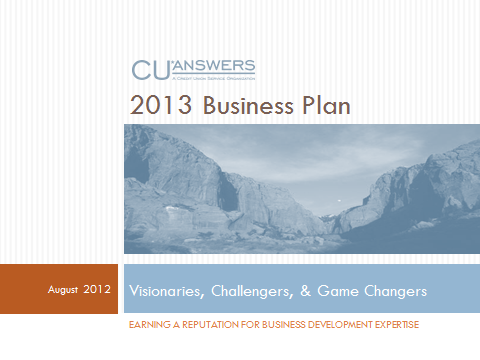 CU*ANSWERS
A CREDIT UNION SERVICE ORGANIZATION
2013 Business Plan
August 2012
Visionaries, Challengers, & Game Changers
EARNING A REPUTATION FOR BUSINESS DEVELOPMENT EXPERTISE